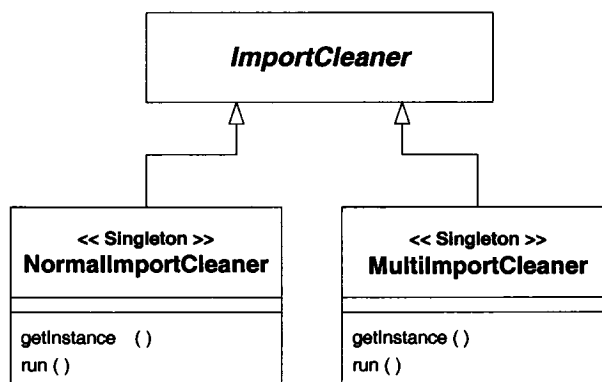 ImportCleaner
<< Singleton >>
NormalImportCleaner
getInstance ( )
run ( )
<< Singleton >>
MultiImportCleaner
getInstance ( )
run ( )